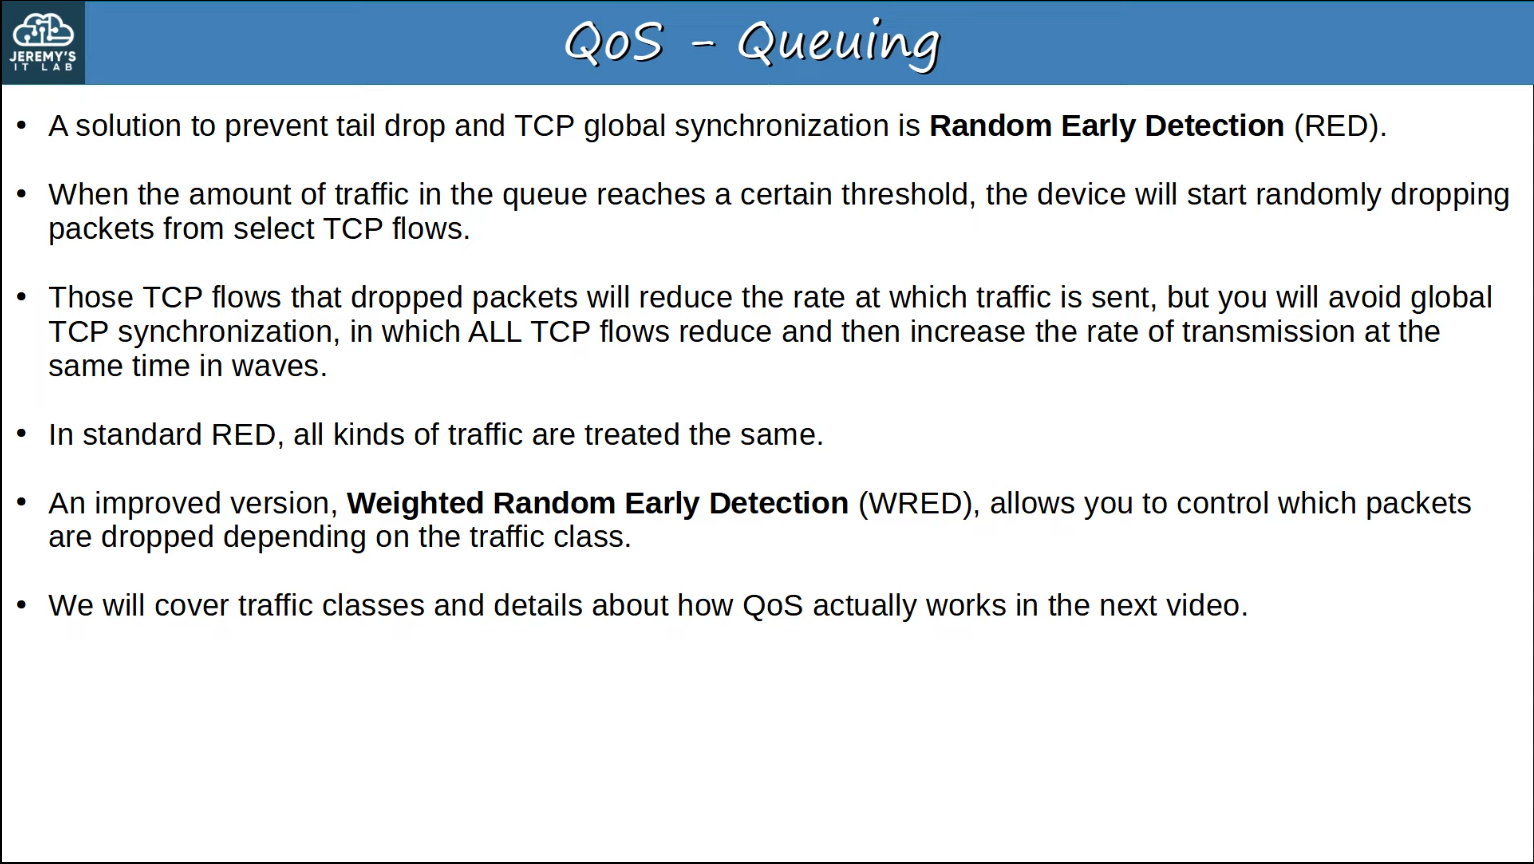 JEREMY'S
IT LAB
QoS - Queuing
• A solution to prevent tail drop and TCP global synchronization is Random Early Detection (RED).
• When the amount of traffic in the queue reaches a certain threshold, the device will start randomly dropping
packets from select TCP flows.
• Those TCP flows that dropped packets will reduce the rate at which traffic is sent, but you will avoid global
TCP synchronization, in which ALL TCP flows reduce and then increase the rate of transmission at the
same time in waves.
• In standard RED, all kinds of traffic are treated the same.
• An improved version, Weighted Random Early Detection (WRED), allows you to control which packets
are dropped depending on the traffic class.
• We will cover traffic classes and details about how QoS actually works in the next video.